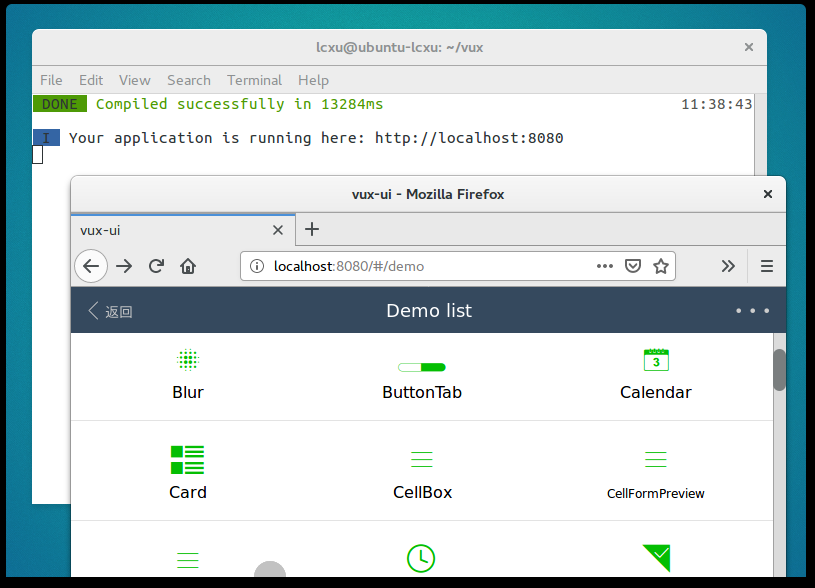 lcxu@ubuntu-lcxu: ~/vux
File Edit View Search Terminal Help
DONE Compiled successfully in 13284ms 11:38:43
I Your application is running here: http://localhost:8080
vux-ui - Mozilla Firefox
vux-ui
localhost:8080/#/demo
返回 Demo list
3
Blur ButtonTab Calendar
Card CellBox CellFormPreview